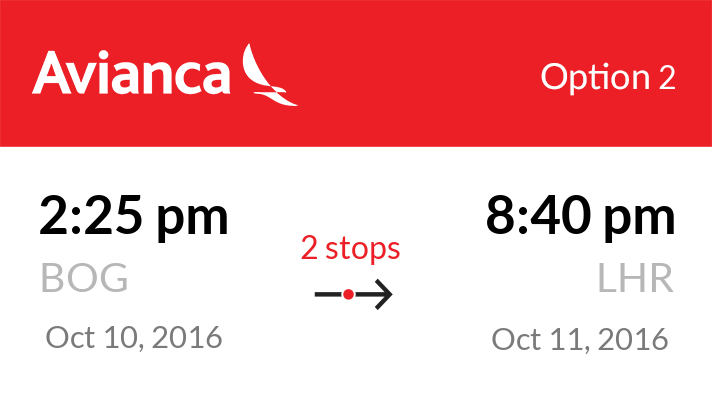 Avianca
Option 2
2:25 pm
8:40 pm
2 stops
BOG
LHR
Oct 10, 2016
Oct 11, 2016